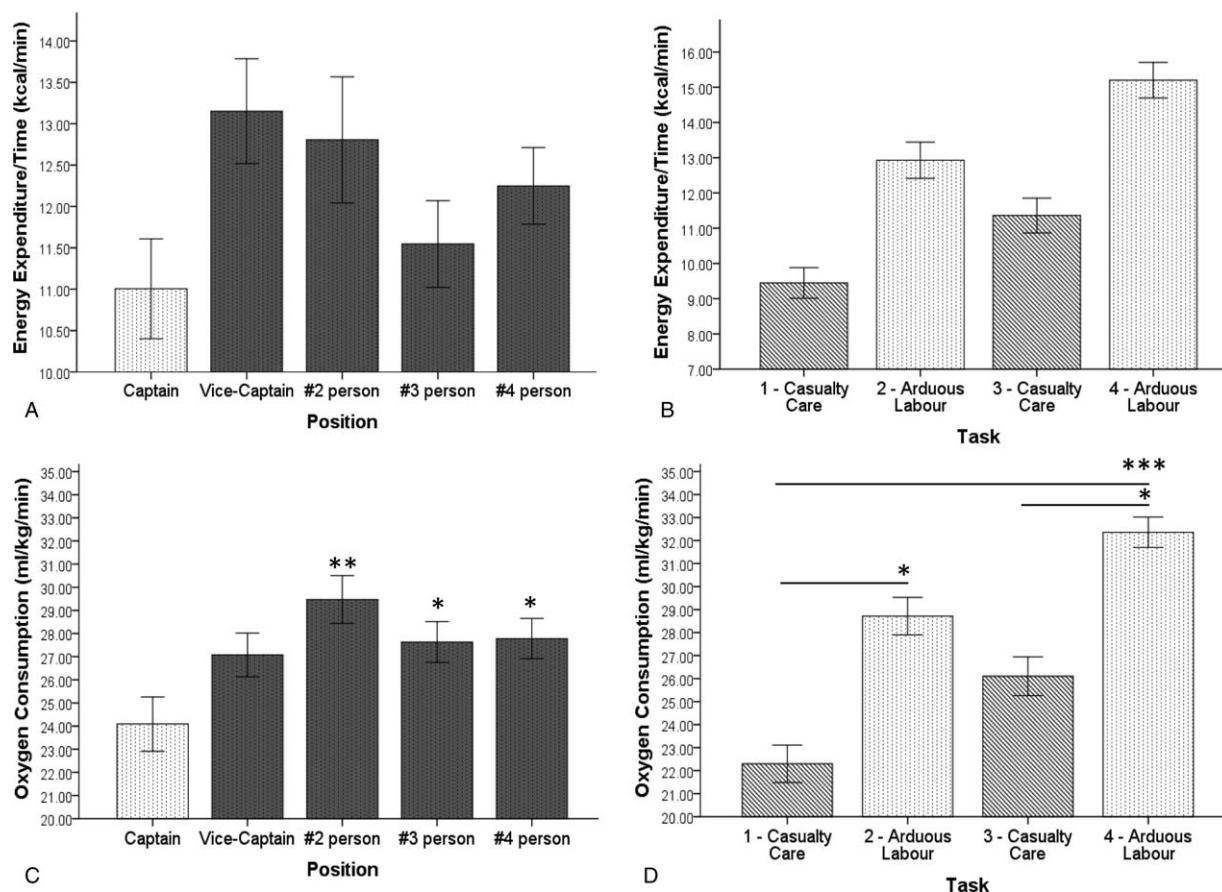 Energy Expenditure/Time (kcal/min)
14.00
13.50
13.00
12.50
12.00
11.50
11.00
10.50
10.00
Captain
Vice-Captain
#2 person
#3 person
#4 person
Position
A
Energy Expenditure/Time (kcal/min)
16.00
15.00
14.00
13.00
12.00
11.00
10.00
9.00
8.00
7.00
1 - Casualty
Care
2 - Arduous
Labour
3 - Casualty
Care
4 - Arduous
Labour
Task
B
Oxygen Consumption (ml/kg/min)
35.00
34.00
33.00
32.00
31.00
30.00
29.00
28.00
27.00
26.00
25.00
24.00
23.00
22.00
21.00
20.00
**
*
*
Captain
Vice-Captain
#2 person
#3 person
#4 person
Position
C
Oxygen Consumption (ml/kg/min)
35.00
34.00
33.00
32.00
31.00
30.00
29.00
28.00
27.00
26.00
25.00
24.00
23.00
22.00
21.00
20.00
***
*
*
1 - Casualty
Care
2 - Arduous
Labour
3 - Casualty
Care
4 - Arduous
Labour
Task
D